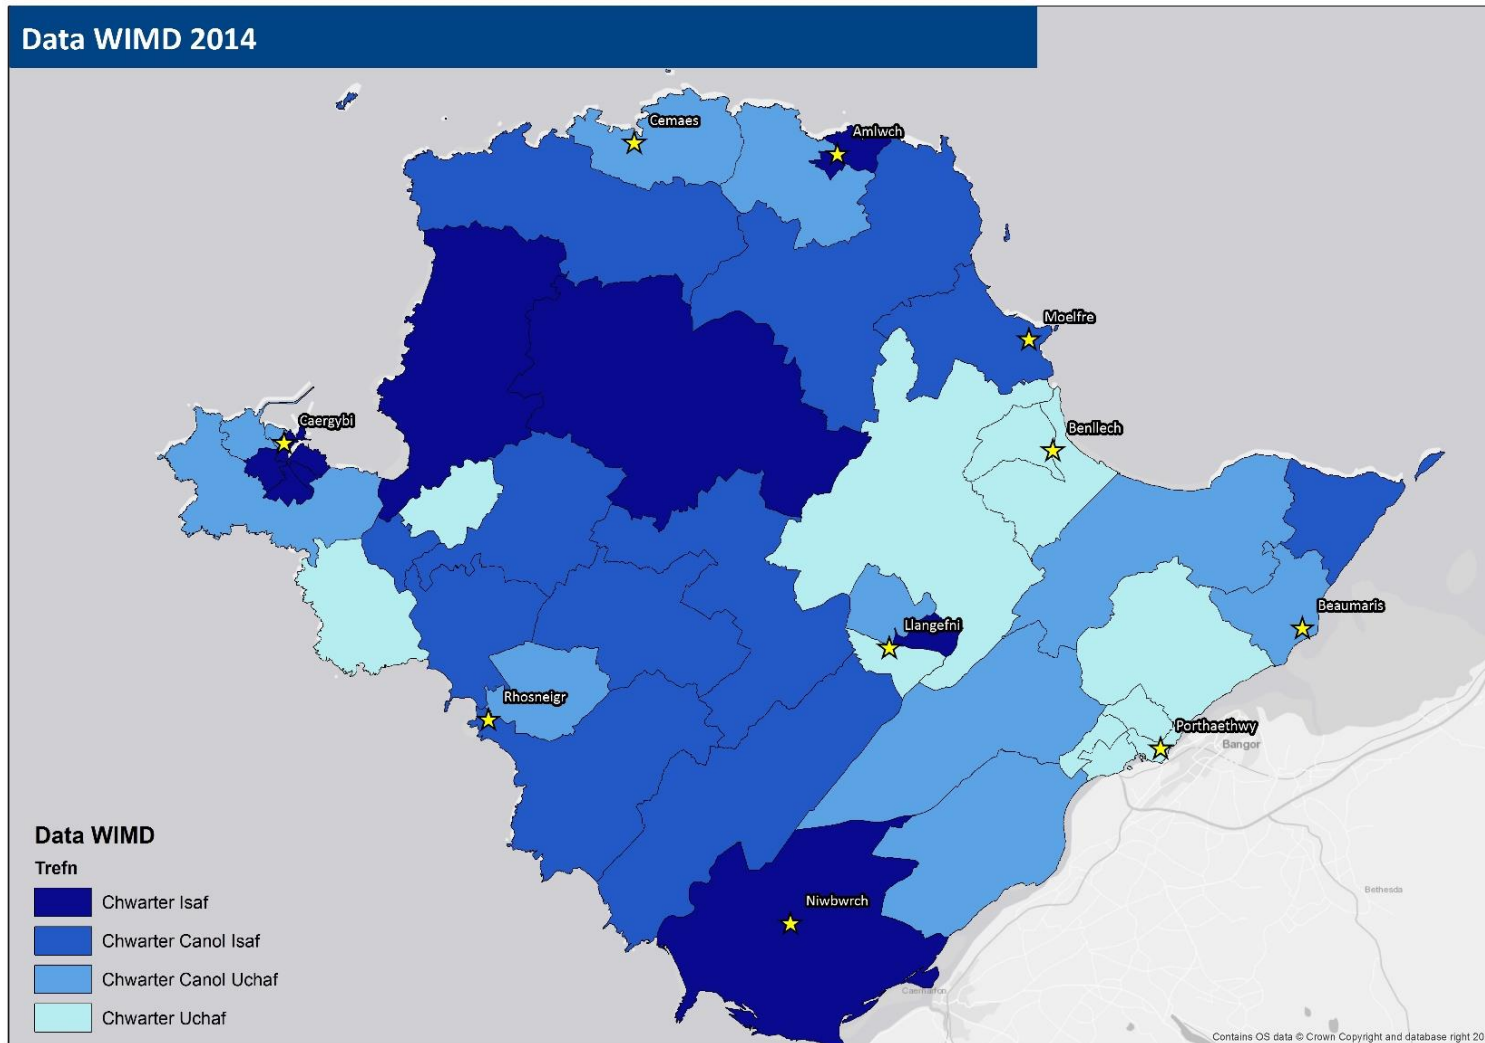 Data WIMD 2014
Cemaes
Amlwch
Moelfre
Caergybi
Benllech
Beaumaris
Llangefni
Rhosneigr
Porthaethwy
Bangor
Data WIMD
Trefn
Chwarter Isaf
Bethesda
Niwbwrch
Chwarter Canol Isaf
Chwarter Canol Uchaf
Caernarfon
Chwarter Uchaf
Contains OS data © Crown Copyright and database right 20